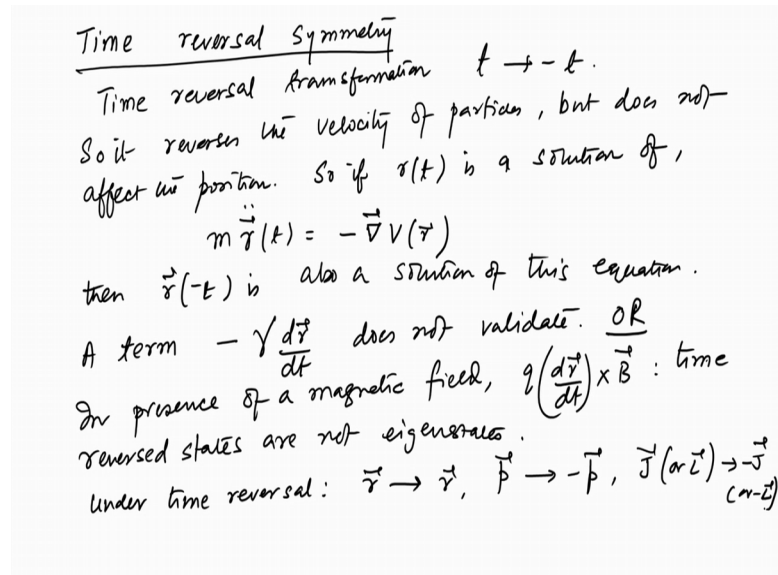 Time reversal Symmetry
Time reversal transformation t → -t.
So it reverses the velocity of particles, but does not
affect the position. So if r(t) is a solution of,
m r̈⃗(t) = - ∇⃗ V(r⃗)
then r⃗(-t) is also a solution of this equation.
A term - γ dr⃗/dt does not validate. OR
In presence of a magnetic field, q(dr⃗/dt) × B⃗ : time
reversed states are not eigenstates.
Under time reversal: r⃗ → r⃗, p⃗ → -p⃗, J⃗ (or L⃗) → -J⃗
(or -L⃗)